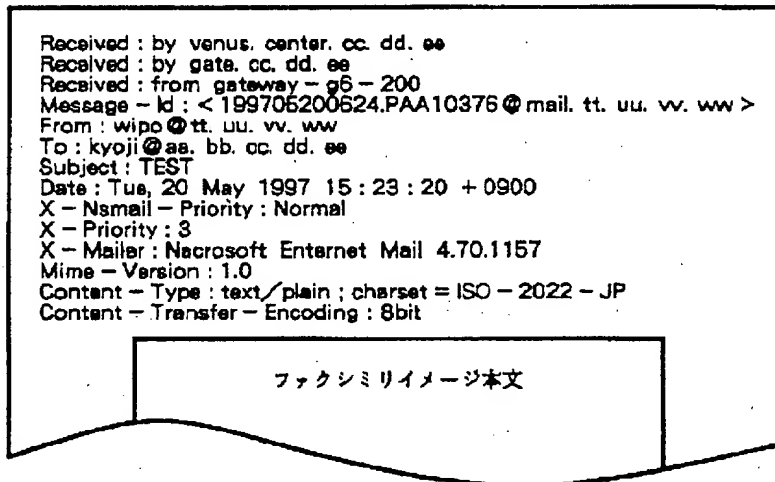 Received : by venus. center. cc. dd. ee
Received : by gate. cc. dd. ee
Received : from gateway – g6 – 200
Message – Id : < 199705200624.PAA10376 @ mail. tt. uu. vv. ww >
From : wipo @ tt. uu. vv. ww
To : kyoji @ aa. bb. cc. dd. ee
Subject : TEST
Date : Tue, 20 May 1997 15 : 23 : 20 + 0900
X – Nsmail – Priority : Normal
X – Priority : 3
X – Mailer : Necrosoft Enternet Mail 4.70.1157
Mime – Version : 1.0
Content – Type : text/plain ; charset = ISO – 2022 – JP
Content – Transfer – Encoding : 8bit
ファクシミリイメージ本文